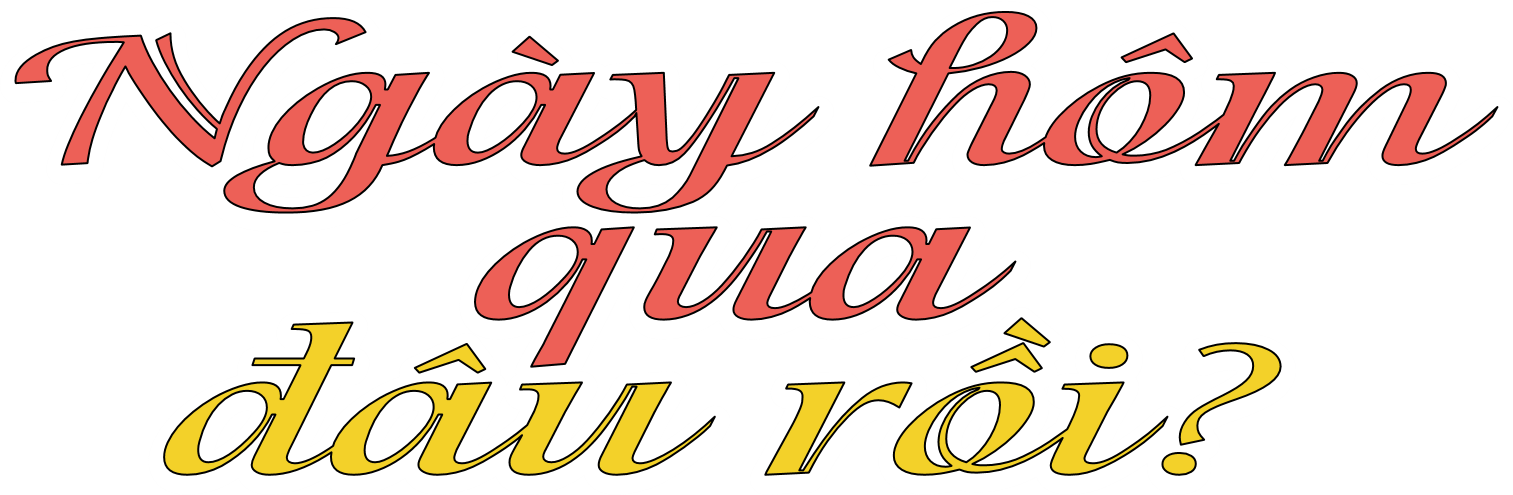 Ngày hôm
qua
đâu rồi?